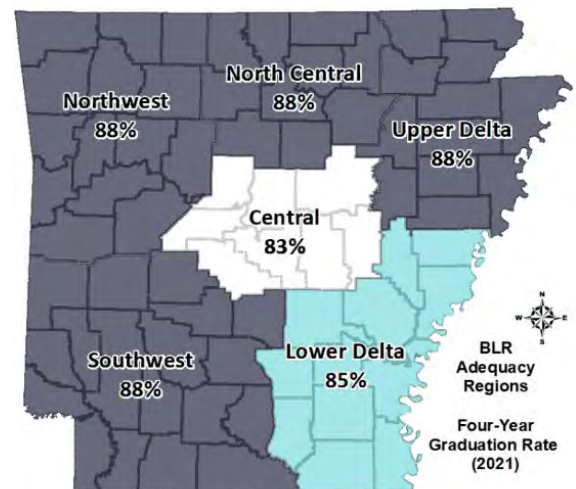 North Central
88%
Northwest
88%
Upper Delta
88%
Central
83%
Southwest
88%
Lower Delta
85%
N
W E
S
BLR
Adequacy
Regions
Four-Year
Graduation Rate
(2021)